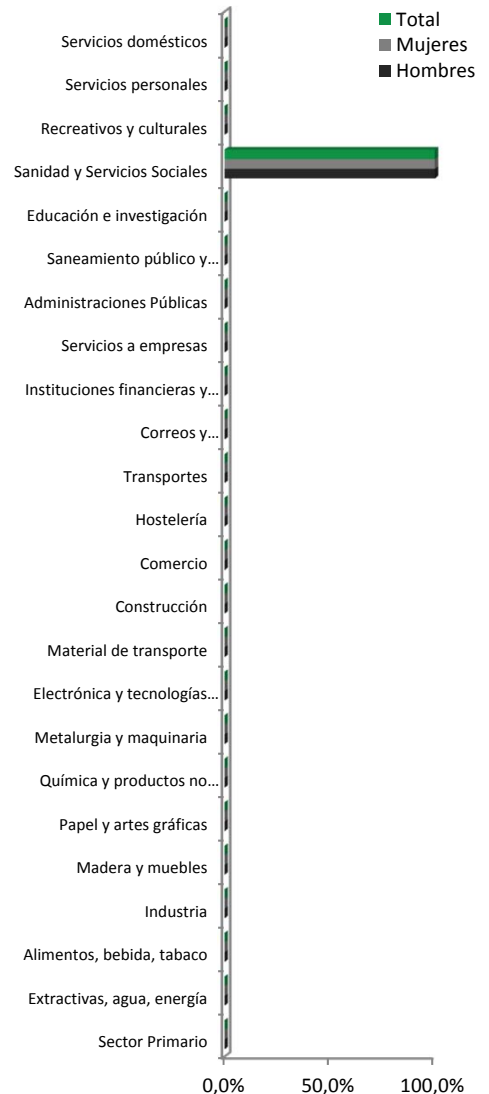 Total
Mujeres
Hombres
Servicios domésticos
Servicios personales
Recreativos y culturales
Sanidad y Servicios Sociales
Educación e investigación
Saneamiento público y...
Administraciones Públicas
Servicios a empresas
Instituciones financieras y...
Correos y...
Transportes
Hostelería
Comercio
Construcción
Material de transporte
Electrónica y tecnologías...
Metalurgia y maquinaria
Química y productos no...
Papel y artes gráficas
Madera y muebles
Industria
Alimentos, bebida, tabaco
Extractivas, agua, energía
Sector Primario
0,0% 50,0% 100,0%